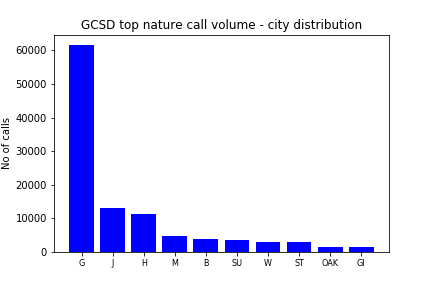 GCSD top nature call volume - city distribution
No of calls
60000
50000
40000
30000
20000
10000
0
G J H M B SU W ST OAK GI